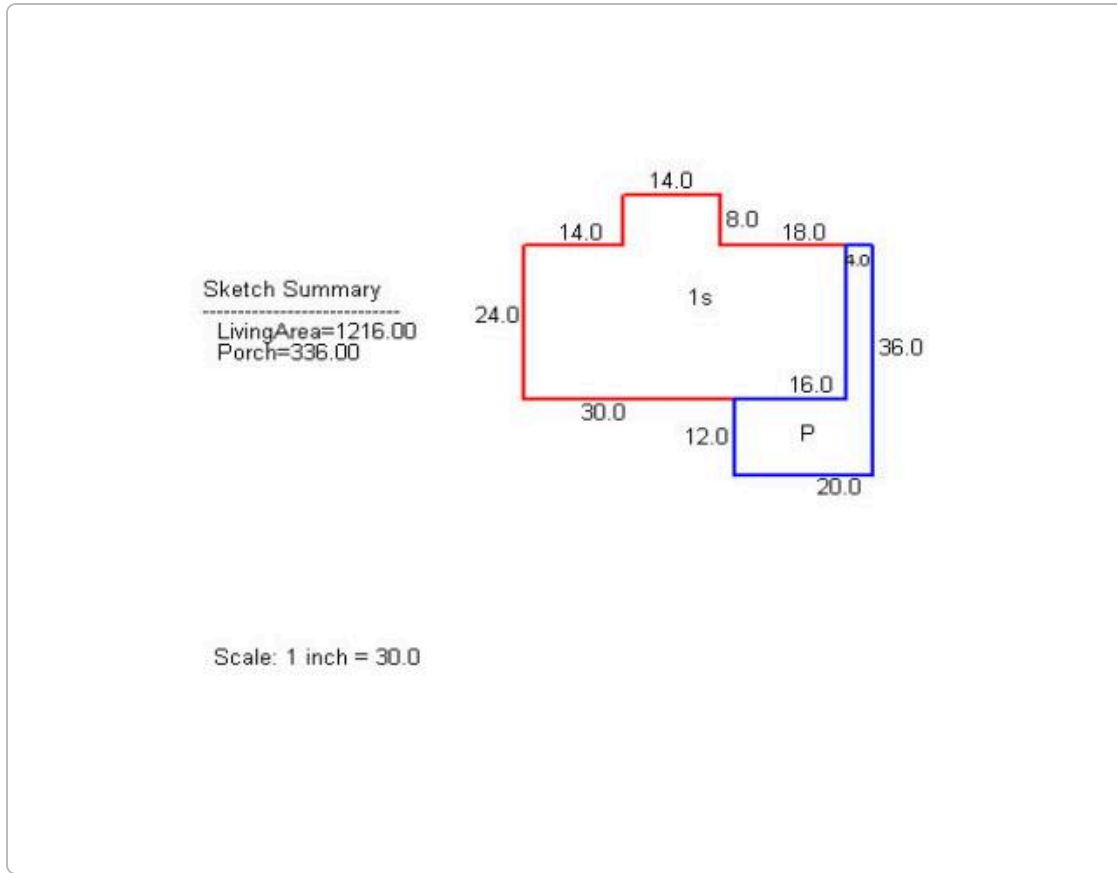 14.0
8.0
14.0
18.0
4.0
Sketch Summary
----------------------------
1s
24.0
LivingArea=1216.00
Porch=336.00
36.0
16.0
30.0
12.0
P
20.0
Scale: 1 inch = 30.0